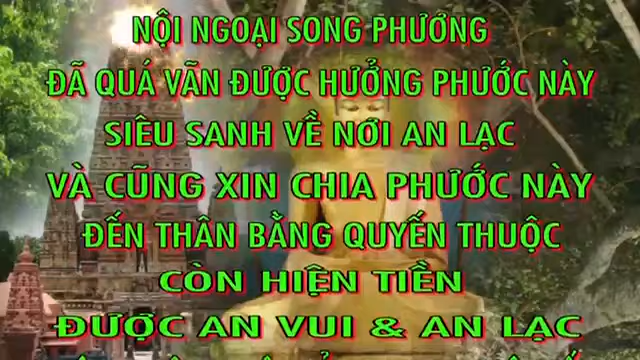 NỘI NGOẠI SONG PHƯƠNG
ĐÃ QUÁ VÃN ĐƯỢC HƯỞNG PHƯỚC NÀY
SIÊU SANH VỀ NƠI AN LẠC
VÀ CŨNG XIN CHIA PHƯỚC NÀY
ĐẾN THÂN BẰNG QUYẾN THUỘC
CÒN HIỆN TIỀN
ĐƯỢC AN VUI & AN LẠC